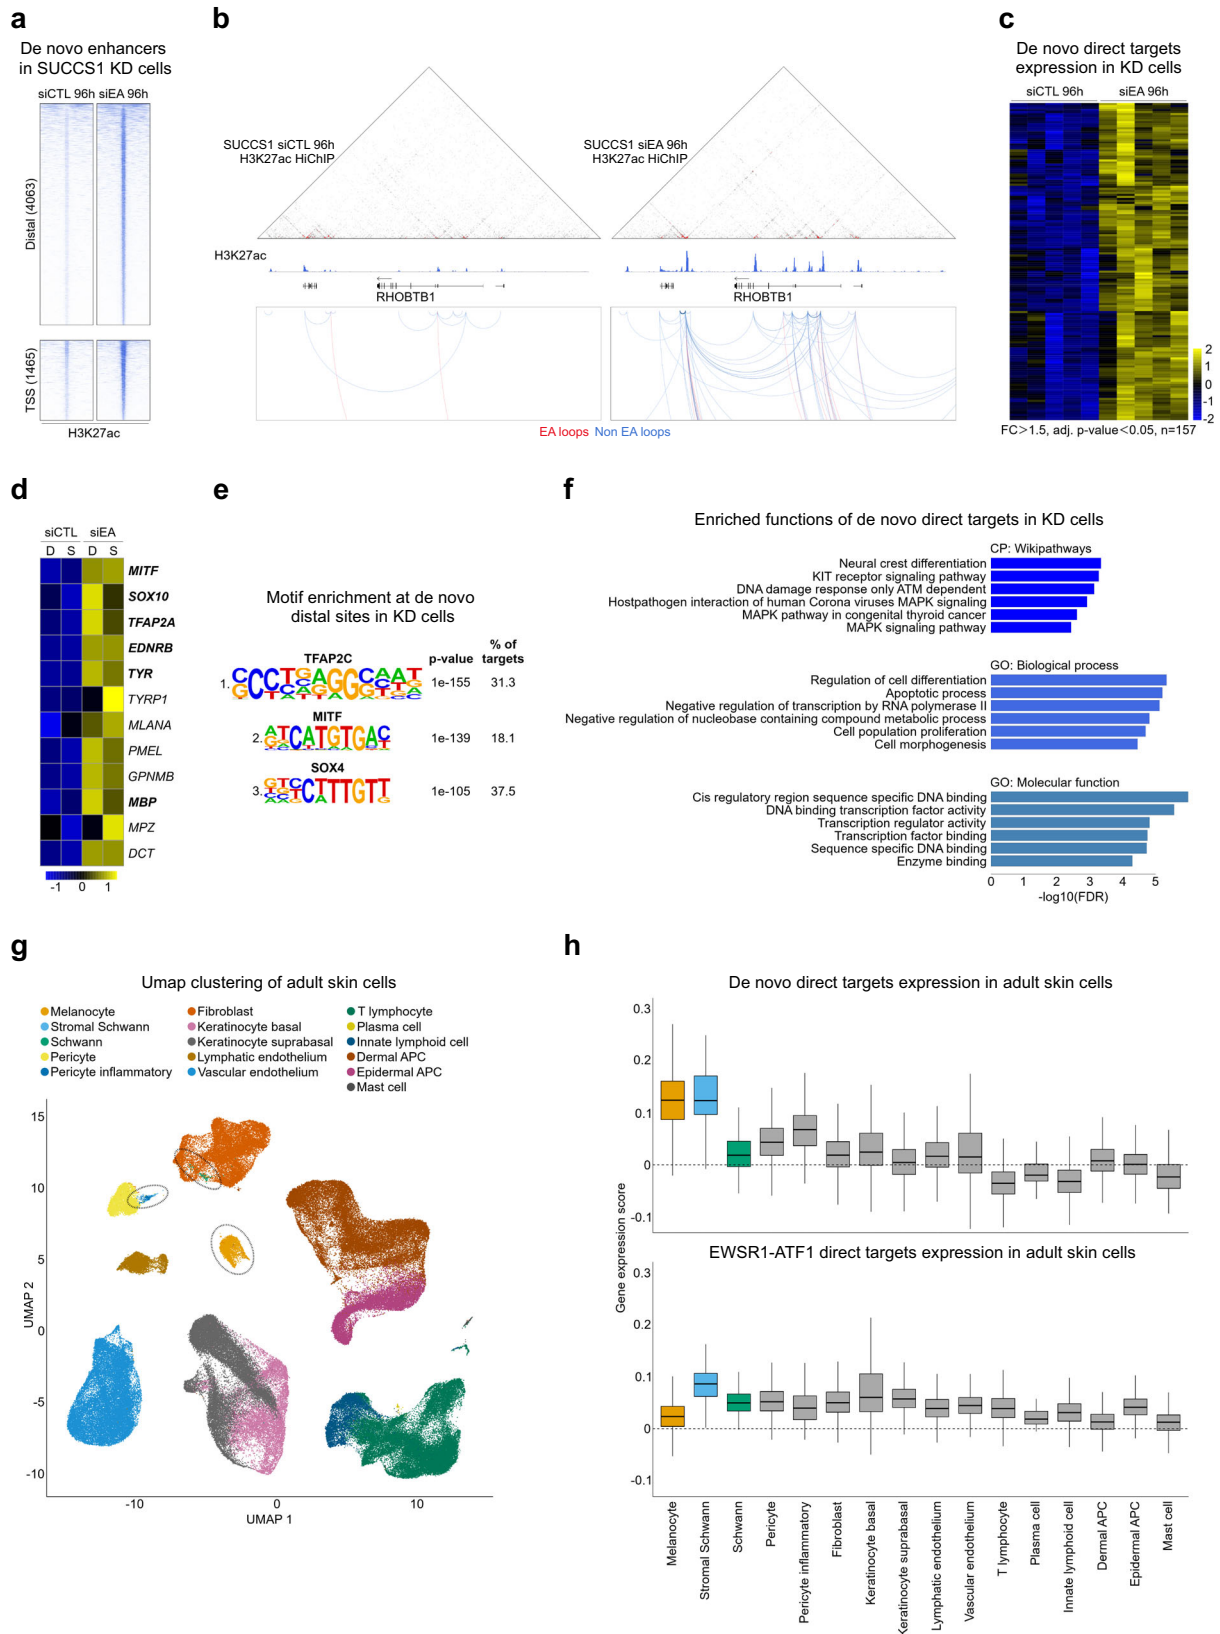 a
De novo enhancers
in SUCCS1 KD cells
siCTL 96h siEA 96h
Distal (4063)
TSS (1465)
H3K27ac
b
SUCCS1 siCTL 96h
H3K27ac HiChIP
SUCCS1 siEA 96h
H3K27ac HiChIP
H3K27ac
RHOBTB1
RHOBTB1
EA loops Non EA loops
c
De novo direct targets
expression in KD cells
siCTL 96h siEA 96h
2
1
0
-1
-2
FC>1.5, adj. p-value<0.05, n=157
d
siCTL siEA
D S D S
MITF
SOX10
TFAP2A
EDNRB
TYR
TYRP1
MLANA
PMEL
GPNMB
MBP
MPZ
DCT
-1 0 1
e
Motif enrichment at de novo
distal sites in KD cells
p-value
% of
targets
TFAP2C
1. 1e-155 31.3
MITF
2. 1e-139 18.1
SOX4
3. 1e-105 37.5
f
Enriched functions of de novo direct targets in KD cells
CP: Wikipathways
Neural crest differentiation
KIT receptor signaling pathway
DNA damage response only ATM dependent
Hostpathogen interaction of human Corona viruses MAPK signaling
MAPK pathway in congenital thyroid cancer
MAPK signaling pathway
GO: Biological process
Regulation of cell differentiation
Apoptotic process
Negative regulation of transcription by RNA polymerase II
Negative regulation of nucleobase containing compound metabolic process
Cell population proliferation
Cell morphogenesis
GO: Molecular function
Cis regulatory region sequence specific DNA binding
DNA binding transcription factor activity
Transcription regulator activity
Transcription factor binding
Sequence specific DNA binding
Enzyme binding
0 1 2 3 4 5
-log10(FDR)
g
Umap clustering of adult skin cells
Melanocyte
Stromal Schwann
Schwann
Pericyte
Pericyte inflammatory
Fibroblast
Keratinocyte basal
Keratinocyte suprabasal
Lymphatic endothelium
Vascular endothelium
T lymphocyte
Plasma cell
Innate lymphoid cell
Dermal APC
Epidermal APC
Mast cell
15
10
5
0
-5
-10
UMAP 2
-10 0 10
UMAP 1
h
De novo direct targets expression in adult skin cells
0.3
0.2
0.1
0
-0.1
Gene expression score
EWSR1-ATF1 direct targets expression in adult skin cells
0.3
0.2
0.1
0
-0.1
Melanocyte
Stromal Schwann
Schwann
Pericyte
Pericyte inflammatory
Fibroblast
Keratinocyte basal
Keratinocyte suprabasal
Lymphatic endothelium
Vascular endothelium
T lymphocyte
Plasma cell
Innate lymphoid cell
Dermal APC
Epidermal APC
Mast cell